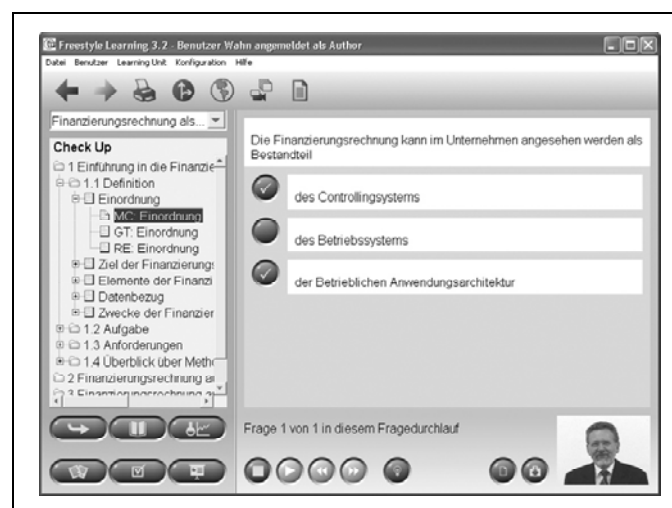 Freestyle Learning 3.2 - Benutzer Wahn angemeldet als Author
Datei Benutzer Learning Unit Konfiguration Hilfe
Finanzierungsrechnung als...
Check Up
1 Einführung in die Finanzie
1.1 Definition
Einordnung
MC: Einordnung
GT: Einordnung
RE: Einordnung
Ziel der Finanzierungs
Elemente der Finanzi
Datenbezug
Zwecke der Finanzier
1.2 Aufgabe
1.3 Anforderungen
1.4 Überblick über Meth
2 Finanzierungsrechnung a
3 Finanzierungsrechnung a
Die Finanzierungsrechnung kann im Unternehmen angesehen werden als
Bestandteil
des Controllingsystems
des Betriebssystems
der Betrieblichen Anwendungsarchitektur
Frage 1 von 1 in diesem Fragedurchlauf